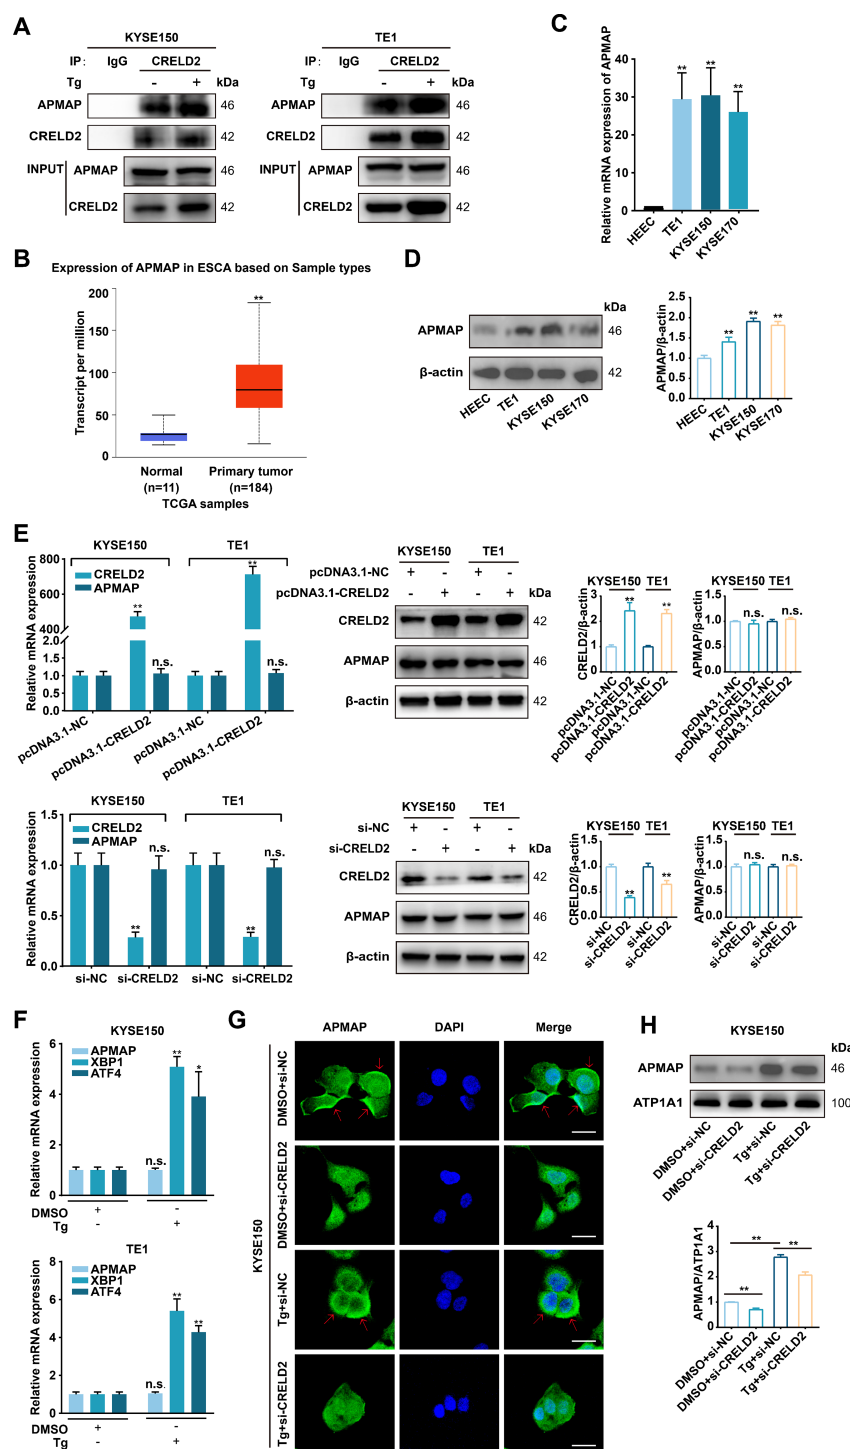 A
KYSE150
IP: IgG CRELD2
Tg - + kDa
APMAP 46
CRELD2 42
INPUT APMAP 46
CRELD2 42
TE1
IP: IgG CRELD2
Tg - + kDa
APMAP 46
CRELD2 42
INPUT APMAP 46
CRELD2 42
C
Relative mRNA expression of APMAP
40
30
20
10
0
** ** **
HEEC TE1 KYSE150 KYSE170
B
Expression of APMAP in ESCA based on Sample types
Transcript per million
200
150
100
50
0
**
Normal (n=11)
Primary tumor (n=184)
TCGA samples
D
kDa
APMAP 46
β-actin 42
HEEC TE1 KYSE150 KYSE170
APMAP/β-actin
2.5
2.0
1.5
1.0
0.5
0.0
** ** **
HEEC TE1 KYSE150 KYSE170
E
KYSE150 TE1
CRELD2
APMAP
Relative mRNA expression
800
600
400
2.0
1.5
1.0
0.5
0.0
** n.s. ** n.s.
pcDNA3.1-NC pcDNA3.1-CRELD2 pcDNA3.1-NC pcDNA3.1-CRELD2
KYSE150 TE1
pcDNA3.1-NC + - + -
pcDNA3.1-CRELD2 - + - + kDa
CRELD2 42
APMAP 46
β-actin 42
KYSE150 TE1
CRELD2/β-actin
3
2
1
0
** **
pcDNA3.1-NC pcDNA3.1-CRELD2 pcDNA3.1-NC pcDNA3.1-CRELD2
KYSE150 TE1
APMAP/β-actin
1.5
1.0
0.5
0.0
n.s. n.s.
pcDNA3.1-NC pcDNA3.1-CRELD2 pcDNA3.1-NC pcDNA3.1-CRELD2
KYSE150 TE1
CRELD2
APMAP
Relative mRNA expression
1.5
1.0
0.5
0.0
** n.s. ** n.s.
si-NC si-CRELD2 si-NC si-CRELD2
KYSE150 TE1
si-NC + - + -
si-CRELD2 - + - + kDa
CRELD2 42
APMAP 46
β-actin 42
KYSE150 TE1
CRELD2/β-actin
1.5
1.0
0.5
0.0
** **
si-NC si-CRELD2 si-NC si-CRELD2
KYSE150 TE1
APMAP/β-actin
1.5
1.0
0.5
0.0
n.s. n.s.
si-NC si-CRELD2 si-NC si-CRELD2
F
KYSE150
APMAP
XBP1
ATF4
Relative mRNA expression
6
4
2
0
n.s. ** *
DMSO + -
Tg - +
TE1
APMAP
XBP1
ATF4
Relative mRNA expression
8
6
4
2
0
n.s. ** **
DMSO + -
Tg - +
G
APMAP DAPI Merge
KYSE150
DMSO+si-NC
DMSO+si-CRELD2
Tg+si-NC
Tg+si-CRELD2
H
KYSE150
kDa
APMAP 46
ATP1A1 100
DMSO+si-NC DMSO+si-CRELD2 Tg+si-NC Tg+si-CRELD2
APMAP/ATP1A1
4
3
2
1
0
** ** **
DMSO+si-NC DMSO+si-CRELD2 Tg+si-NC Tg+si-CRELD2